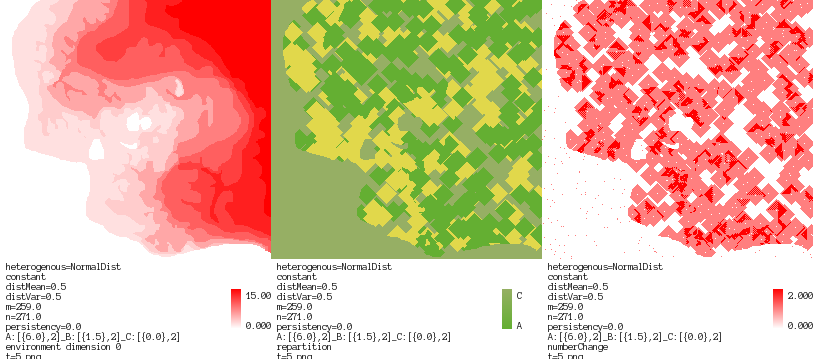 heterogenous=NormalDist
constant
distMean=0.5
distVar=0.5
m=259.0
n=271.0
persistency=0.0
A:[{6.0},2]_B:[{1.5},2]_C:[{0.0},2]
environment dimension 0
t=5.png
15.00
0.000
heterogenous=NormalDist
constant
distMean=0.5
distVar=0.5
m=259.0
n=271.0
persistency=0.0
A:[{6.0},2]_B:[{1.5},2]_C:[{0.0},2]
repartition
t=5.png
C
A
heterogenous=NormalDist
constant
distMean=0.5
distVar=0.5
m=259.0
n=271.0
persistency=0.0
A:[{6.0},2]_B:[{1.5},2]_C:[{0.0},2]
numberChange
t=5.png
2.000
0.000